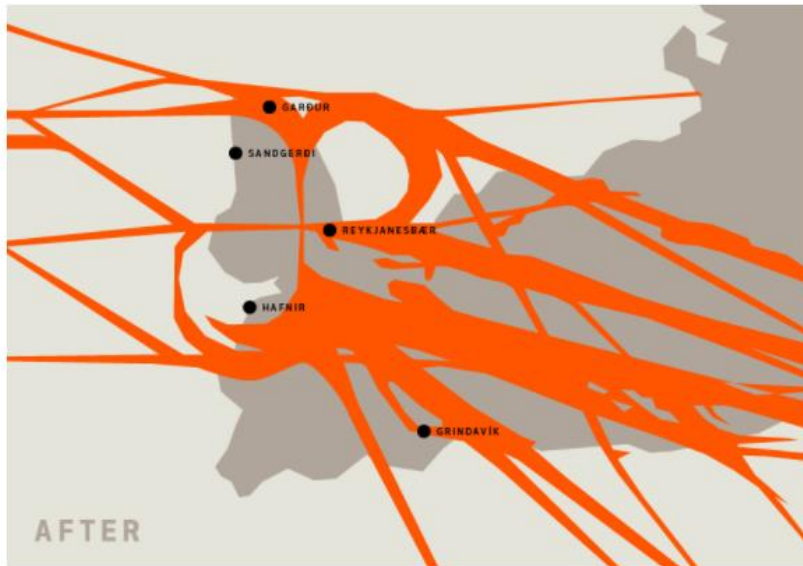 GARÐUR
SANDGERÐI
REYKJANESBÆR
HAFNIR
GRINDAVÍK
AFTER